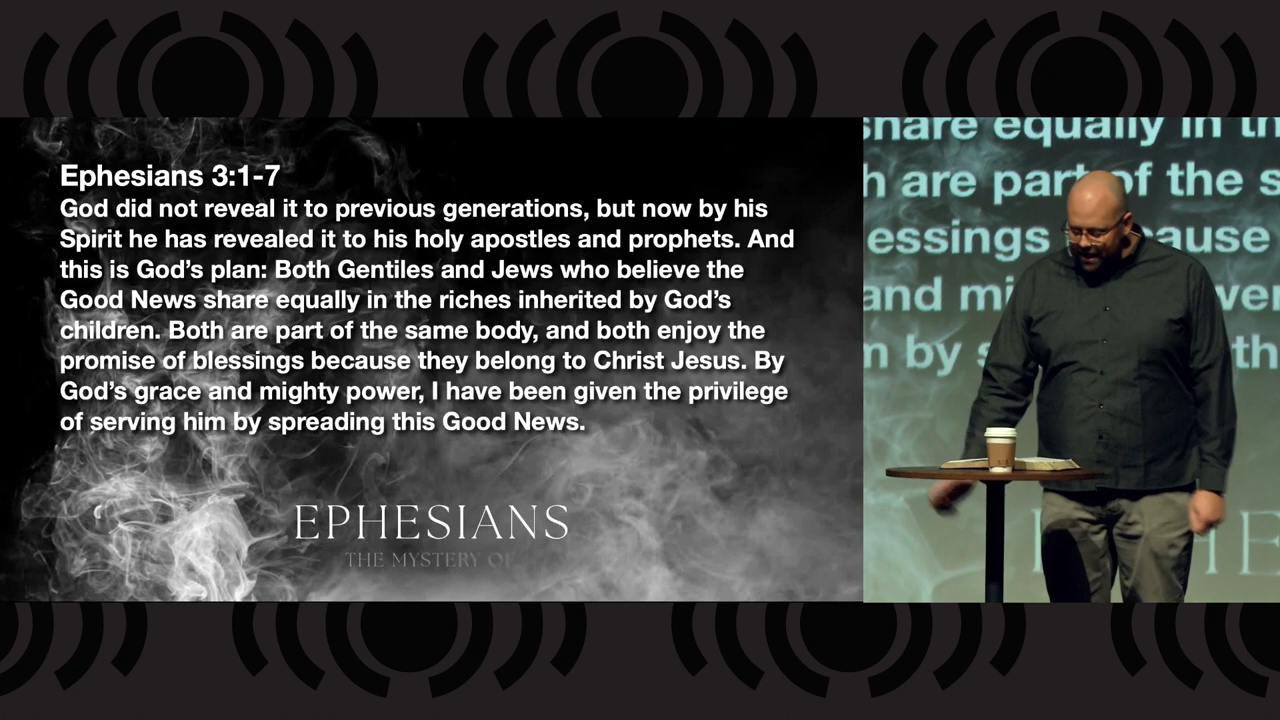 Ephesians 3:1-7
God did not reveal it to previous generations, but now by his
Spirit he has revealed it to his holy apostles and prophets. And
this is God’s plan: Both Gentiles and Jews who believe the
Good News share equally in the riches inherited by God’s
children. Both are part of the same body, and both enjoy the
promise of blessings because they belong to Christ Jesus. By
God’s grace and mighty power, I have been given the privilege
of serving him by spreading this Good News.
EPHESIANS
THE MYSTERY OF
share equally in
are part of the
and
by